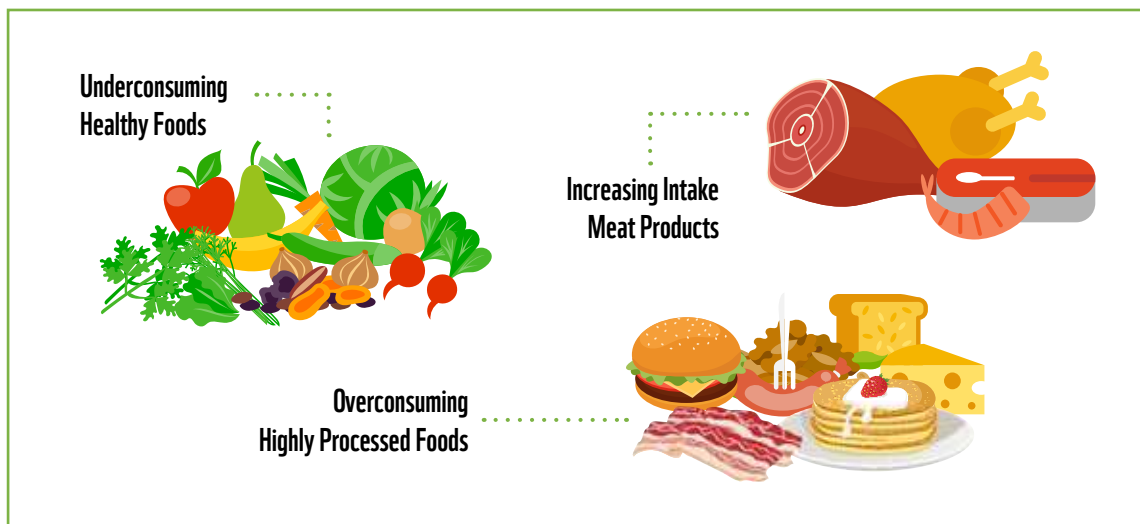 Underconsuming
Healthy Foods
Increasing Intake
Meat Products
Overconsuming
Highly Processed Foods